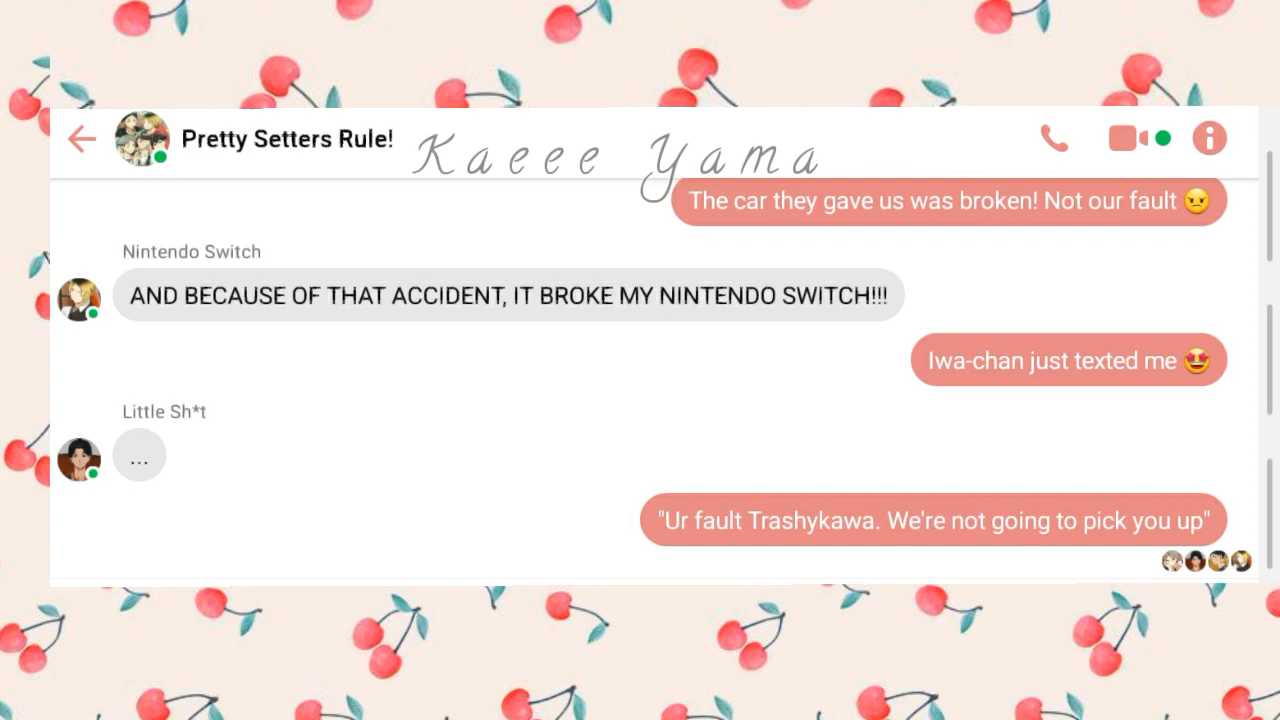 Pretty Setters Rule!
Kaeee Yama
The car they gave us was broken! Not our fault 😠
Nintendo Switch
AND BECAUSE OF THAT ACCIDENT, IT BROKE MY NINTENDO SWITCH!!!
Iwa-chan just texted me 🤩
Little Sh*t
...
"Ur fault Trashykawa. We're not going to pick you up"